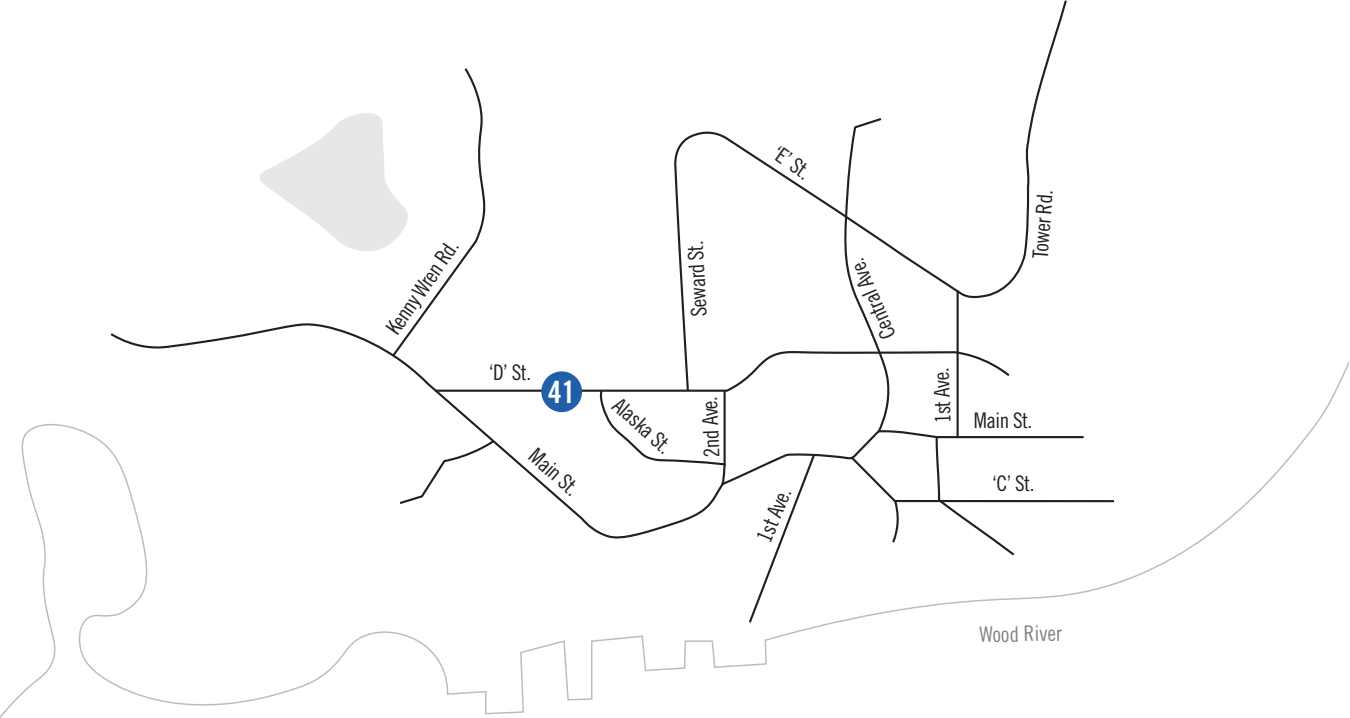 ‘E’ St.
Tower Rd.
Kenny Wren Rd.
Seward St.
Central Ave.
‘D’ St.
41
Alaska St.
2nd Ave.
1st Ave.
Main St.
Main St.
‘C’ St.
1st Ave.
Wood River